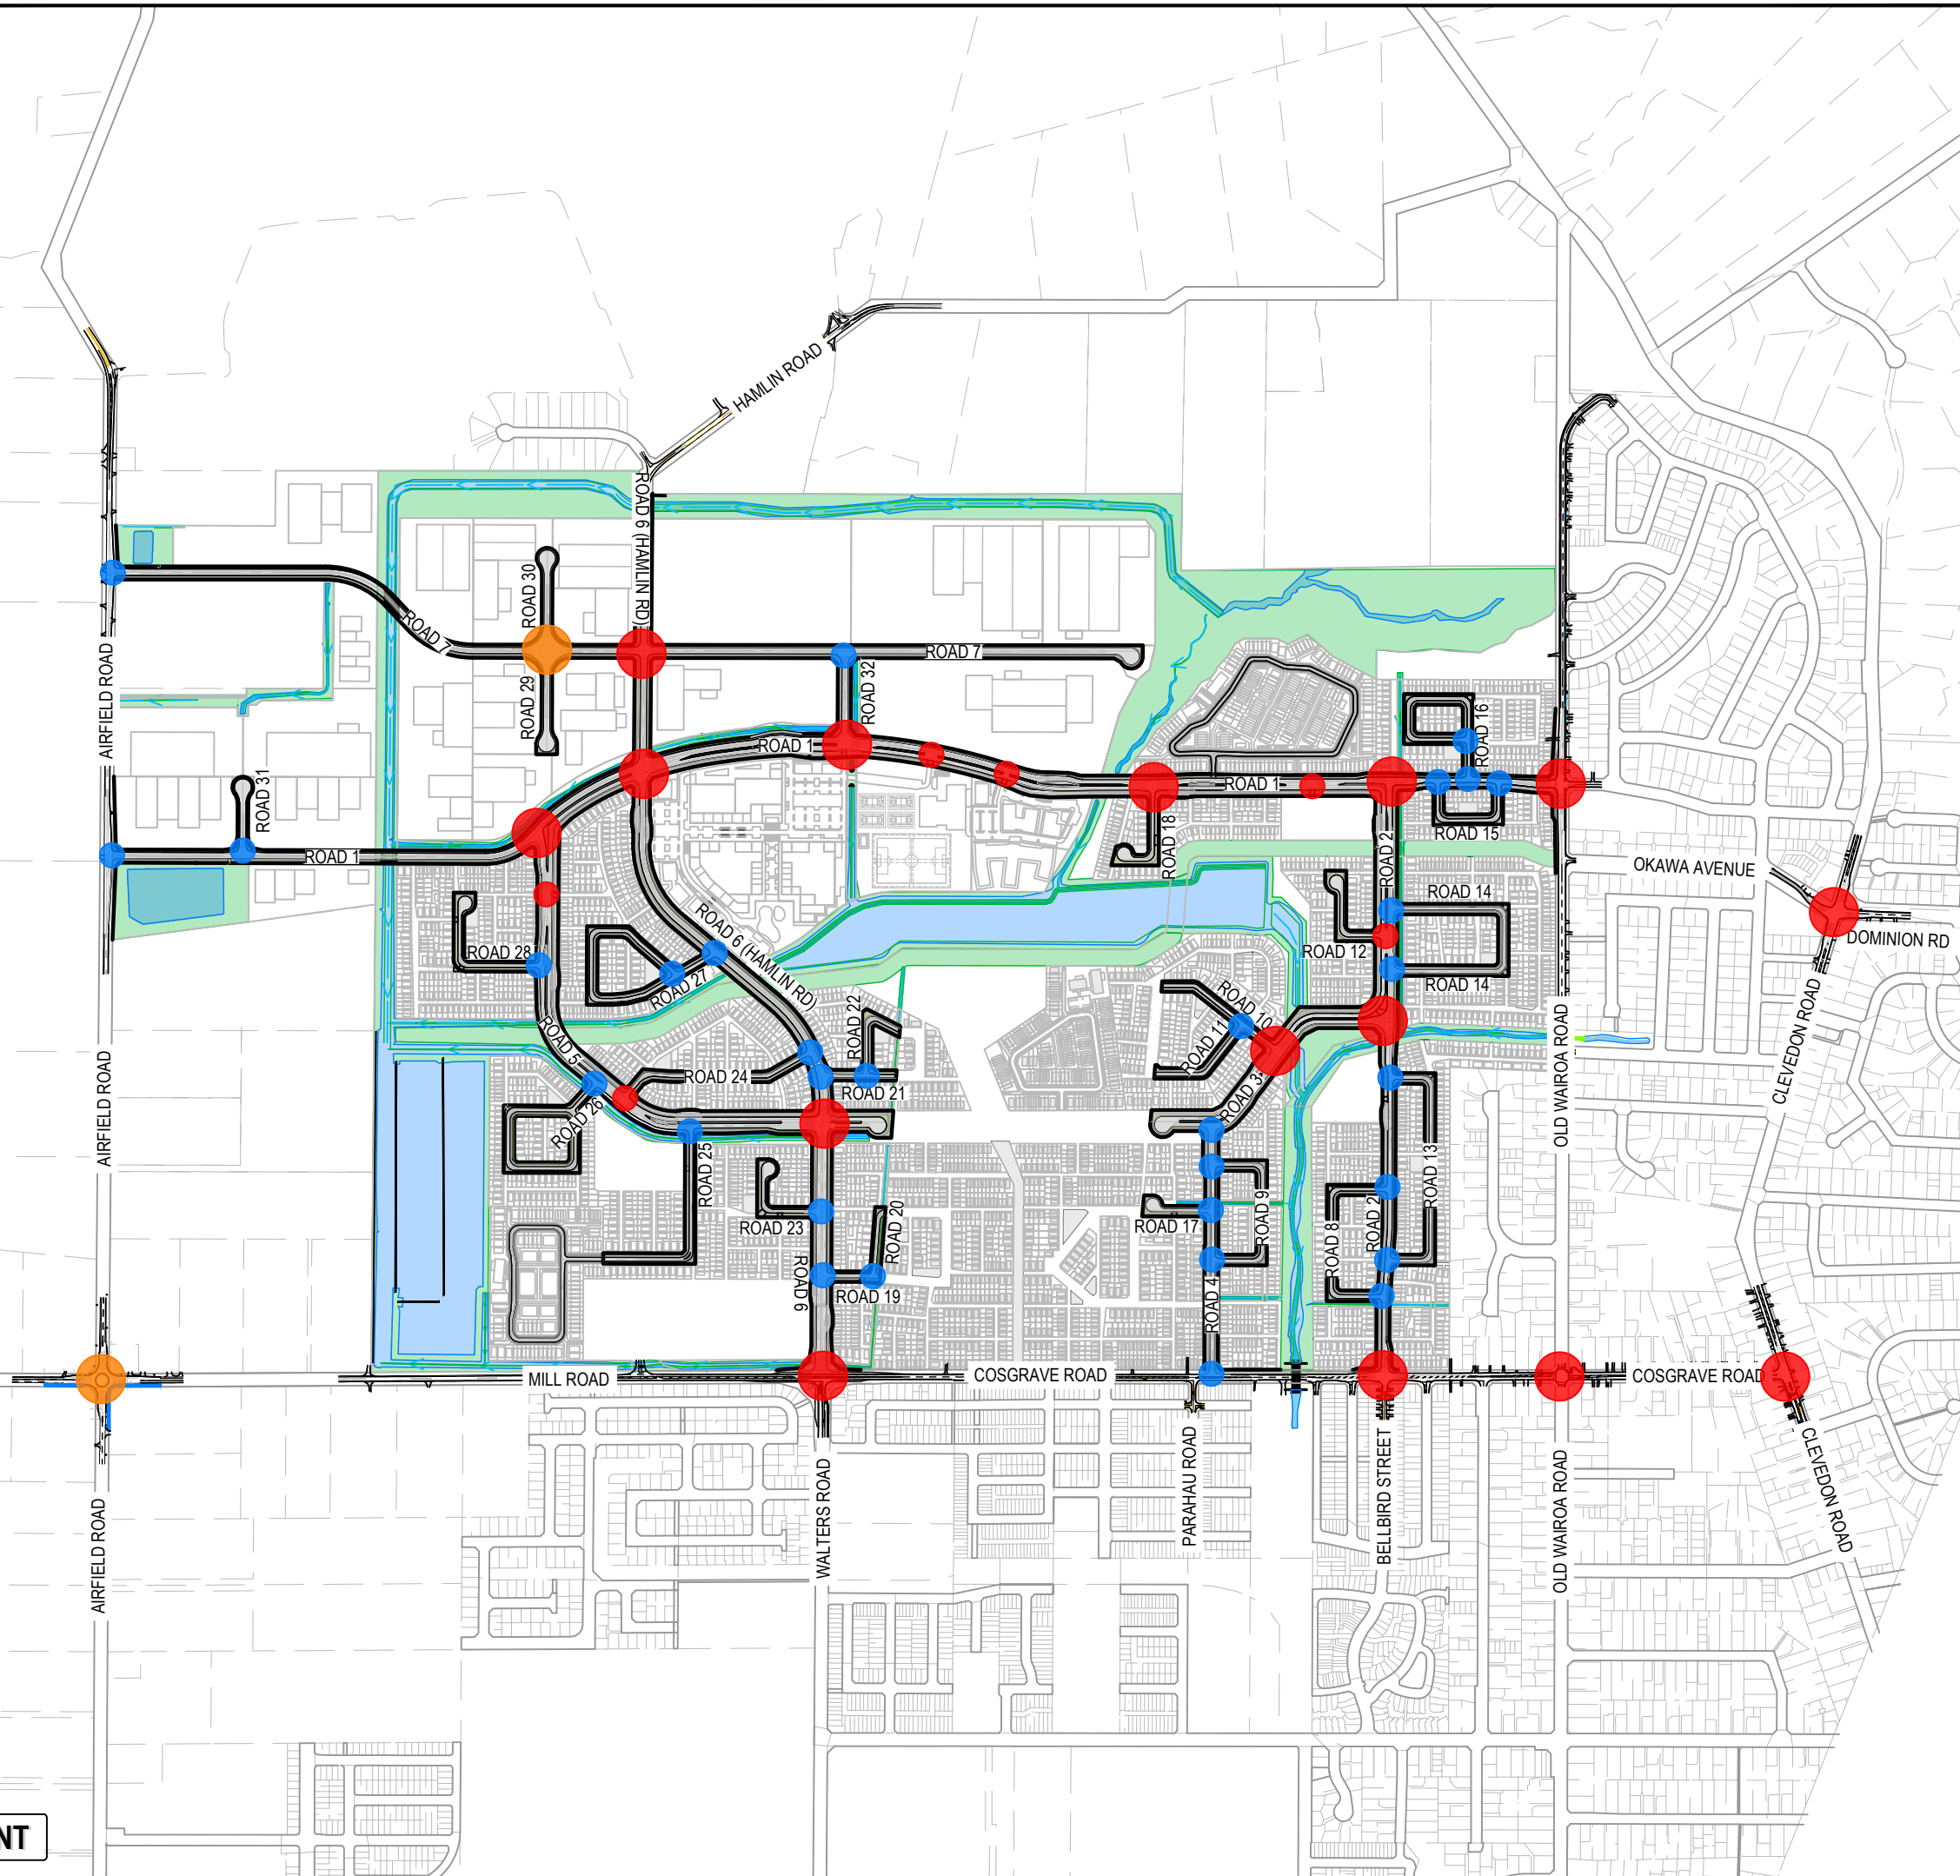 HAMLIN ROAD
ROAD 6 (HAMLIN RD)
ROAD 30
ROAD 7
ROAD 7
ROAD 29
ROAD 32
AIRFIELD ROAD
ROAD 16
ROAD 1
ROAD 1
ROAD 31
ROAD 15
ROAD 1
ROAD 18
ROAD 2
OKAWA AVENUE
ROAD 14
DOMINION RD
ROAD 28
ROAD 6 (HAMLIN RD)
ROAD 12
ROAD 27
ROAD 14
ROAD 22
ROAD 10
ROAD 11
ROAD 5
OLD WAIROA ROAD
CLEVEDON ROAD
ROAD 24
ROAD 21
ROAD 3
AIRFIELD ROAD
ROAD 26
ROAD 25
ROAD 13
ROAD 23
ROAD 20
ROAD 17
ROAD 9
ROAD 8
ROAD 2
ROAD 6
ROAD 19
ROAD 4
MILL ROAD
COSGRAVE ROAD
COSGRAVE ROAD
AIRFIELD ROAD
WALTERS ROAD
PARAHAU ROAD
BELLBIRD STREET
OLD WAIROA ROAD
CLEVEDON ROAD
NT